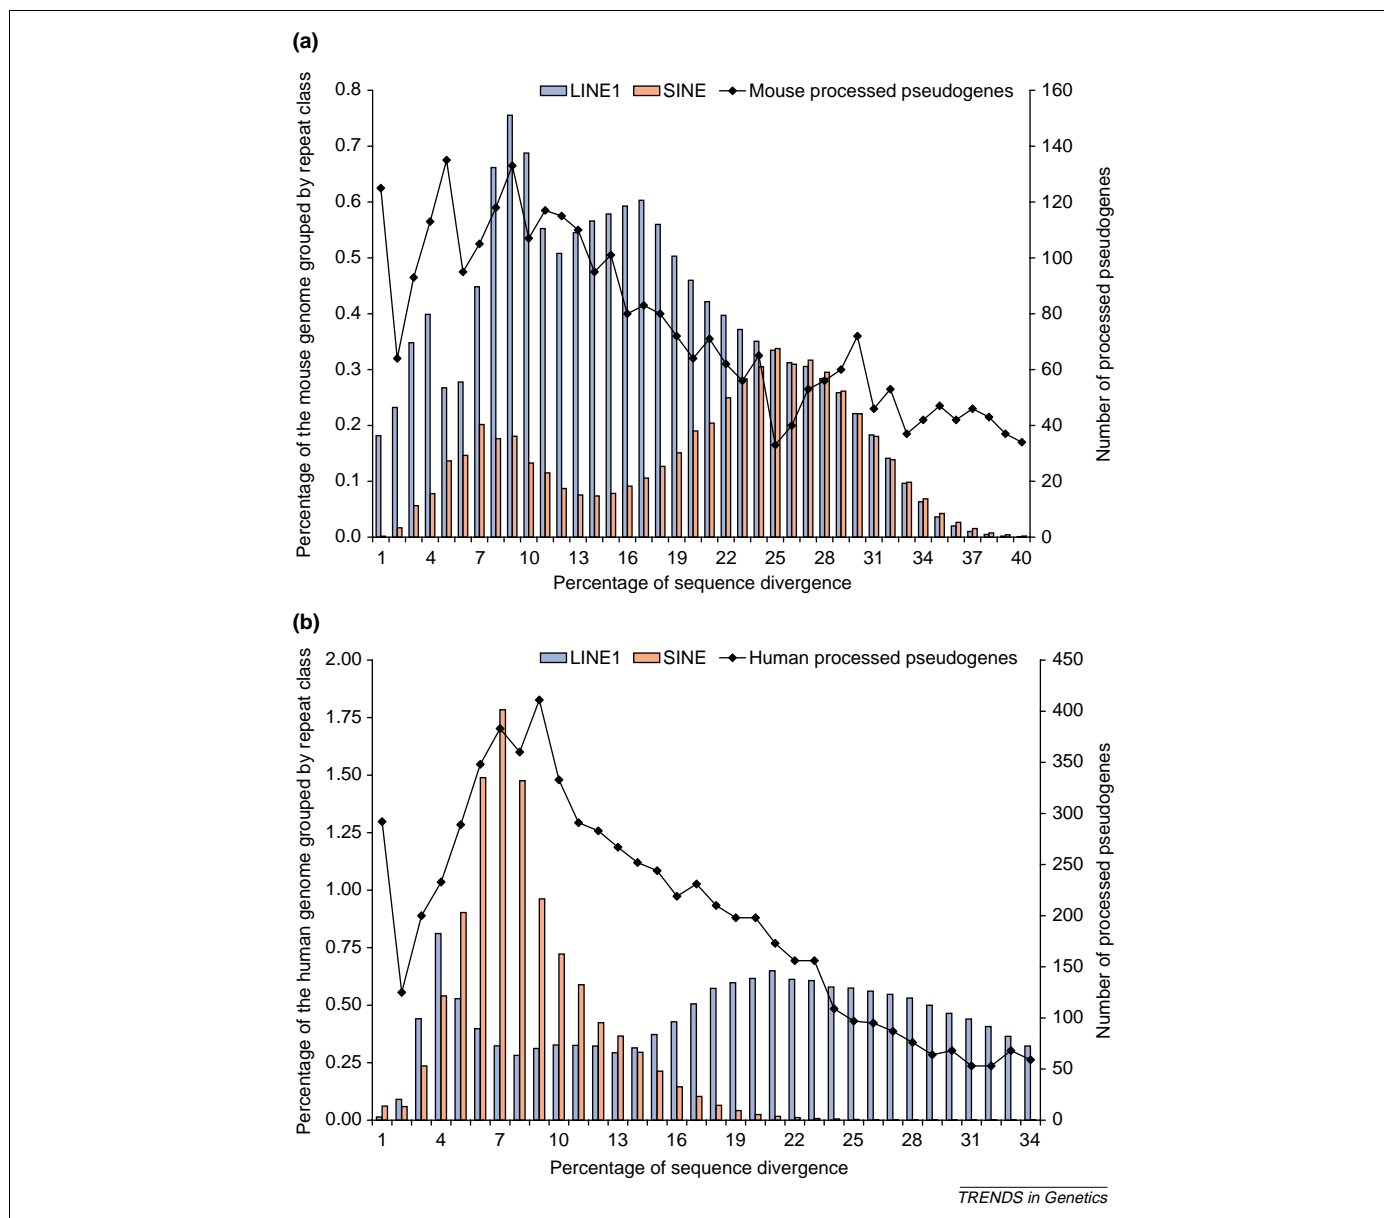 (a)
LINE1 SINE Mouse processed pseudogenes
Percentage of the mouse genome grouped by repeat class
0.8
0.7
0.6
0.5
0.4
0.3
0.2
0.1
0.0
160
140
120
100
80
60
40
20
0
Number of processed pseudogenes
1 4 7 10 13 16 19 22 25 28 31 34 37 40
Percentage of sequence divergence
(b)
LINE1 SINE Human processed pseudogenes
Percentage of the human genome grouped by repeat class
2.00
1.75
1.50
1.25
1.00
0.75
0.50
0.25
0.00
450
400
350
300
250
200
150
100
50
0
Number of processed pseudogenes
1 4 7 10 13 16 19 22 25 28 31 34
Percentage of sequence divergence
TRENDS in Genetics